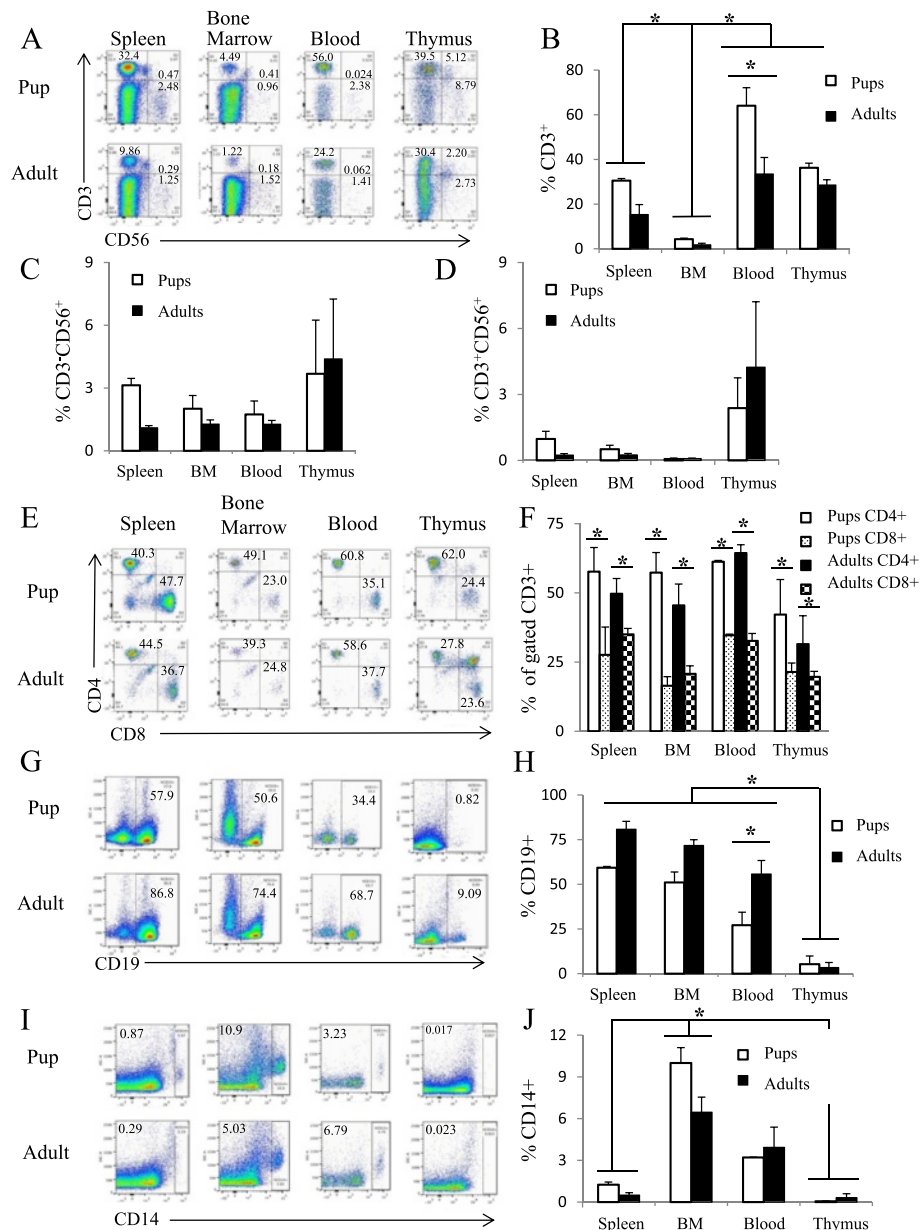 A
Spleen
Bone
Marrow
Blood
Thymus
Pup
32.4
0.47
2.48
4.49
0.41
0.96
56.0
0.024
2.38
39.5
5.12
8.79
Adult
9.86
0.29
1.25
1.22
0.18
1.52
24.2
0.062
1.41
30.4
2.20
2.73
CD3
CD56
B
*
*
*
% CD3+
80
60
40
20
0
Pups
Adults
Spleen
BM
Blood
Thymus
C
% CD3-CD56+
9
6
3
0
Pups
Adults
Spleen
BM
Blood
Thymus
D
% CD3+CD56+
9
6
3
0
Pups
Adults
Spleen
BM
Blood
Thymus
E
Spleen
Bone
Marrow
Blood
Thymus
Pup
40.3
47.7
49.1
23.0
60.8
35.1
62.0
24.4
Adult
44.5
36.7
39.3
24.8
58.6
37.7
27.8
23.6
CD4
CD8
F
% of gated CD3+
75
50
25
0
* * * * * * * *
Pups CD4+
Pups CD8+
Adults CD4+
Adults CD8+
Spleen
BM
Blood
Thymus
G
Pup
57.9
50.6
34.4
0.82
Adult
86.8
74.4
68.7
9.09
CD19
H
% CD19+
100
75
50
25
0
*
*
Pups
Adults
Spleen
BM
Blood
Thymus
I
Pup
0.87
10.9
3.23
0.017
Adult
0.29
5.03
6.79
0.023
CD14
J
% CD14+
12
9
6
3
0
*
Pups
Adults
Spleen
BM
Blood
Thymus